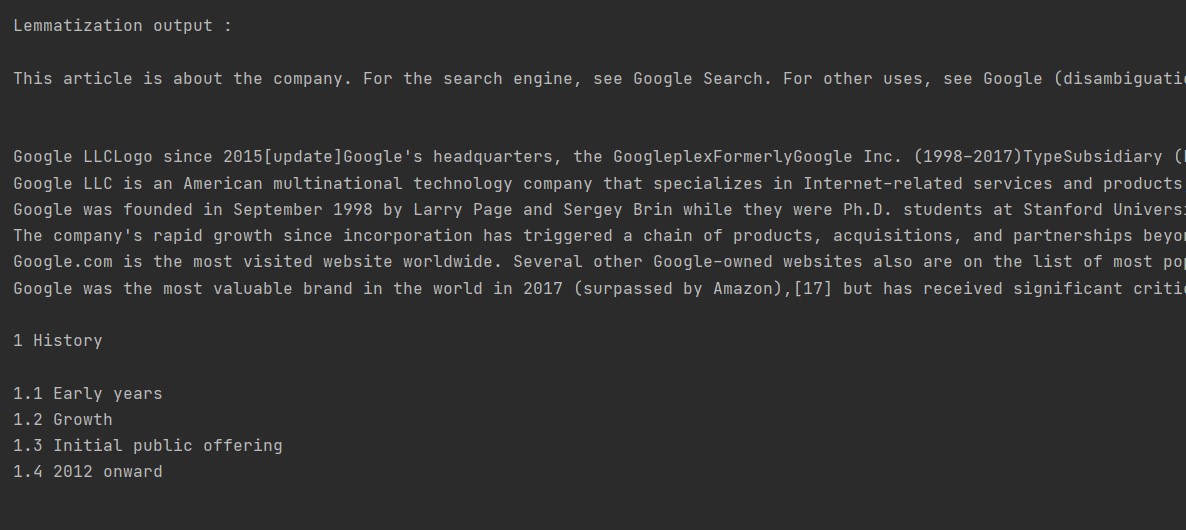 Lemmatization output :
This article is about the company. For the search engine, see Google Search. For other uses, see Google
Google LLCLogo since 2015[update]Google's headquarters, the GoogleplexFormerlyGoogle Inc. (1998–2017)TypeSubsidiary
Google LLC is an American multinational technology company that specializes in Internet-related services and products
Google was founded in September 1998 by Larry Page and Sergey Brin while they were Ph.D. students at Stanford
The company's rapid growth since incorporation has triggered a chain of products, acquisitions, and partnerships
Google.com is the most visited website worldwide. Several other Google-owned websites also are on the list of most
Google was the most valuable brand in the world in 2017 (surpassed by Amazon),[17] but has received significant
1 History
1.1 Early years
1.2 Growth
1.3 Initial public offering
1.4 2012 onward